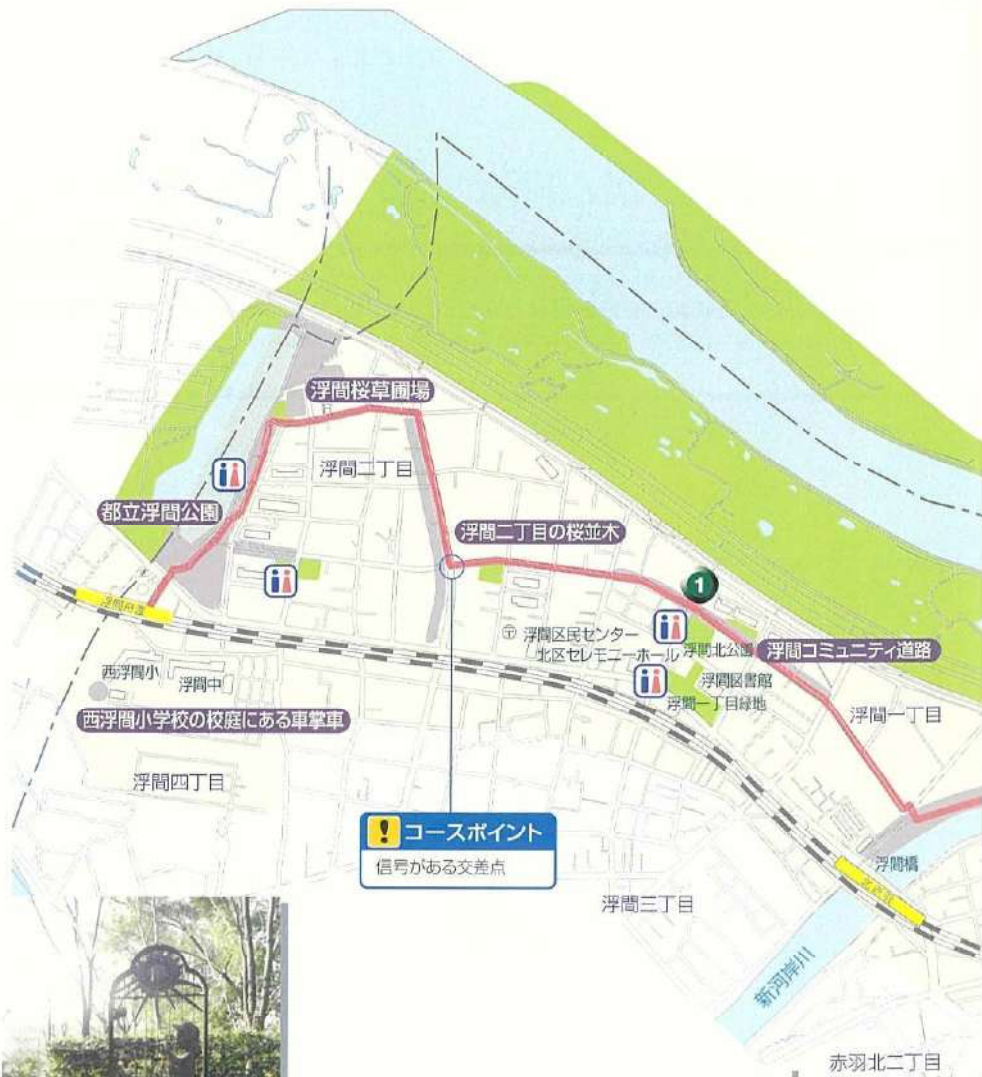 浮間桜草圃場
浮間二丁目
都立浮間公園
浮間二丁目の桜並木
1
浮間舟渡
〒 浮間区民センター
北区セレモニーホール
浮間北公園
浮間コミュニティ道路
西浮間小
浮間中
浮間図書館
浮間一丁目緑地
浮間一丁目
西浮間小学校の校庭にある車掌車
浮間四丁目
! コースポイント
信号がある交差点
浮間橋
北赤羽
浮間三丁目
新河岸川
赤羽北二丁目